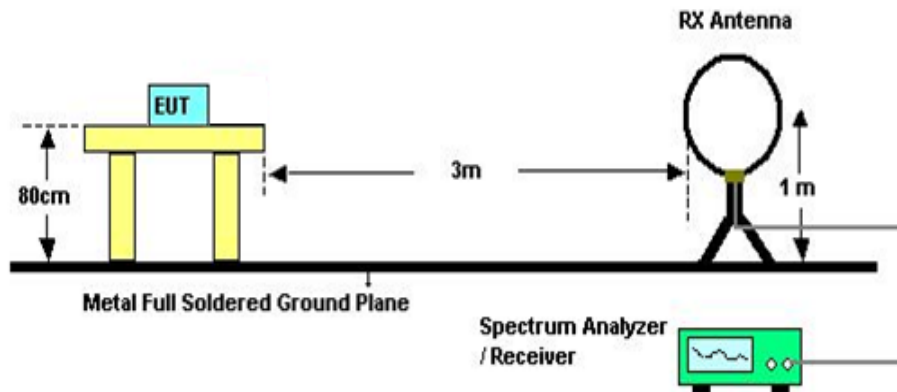 RX Antenna
EUT
80cm
3m
1 m
Metal Full Soldered Ground Plane
Spectrum Analyzer
/ Receiver